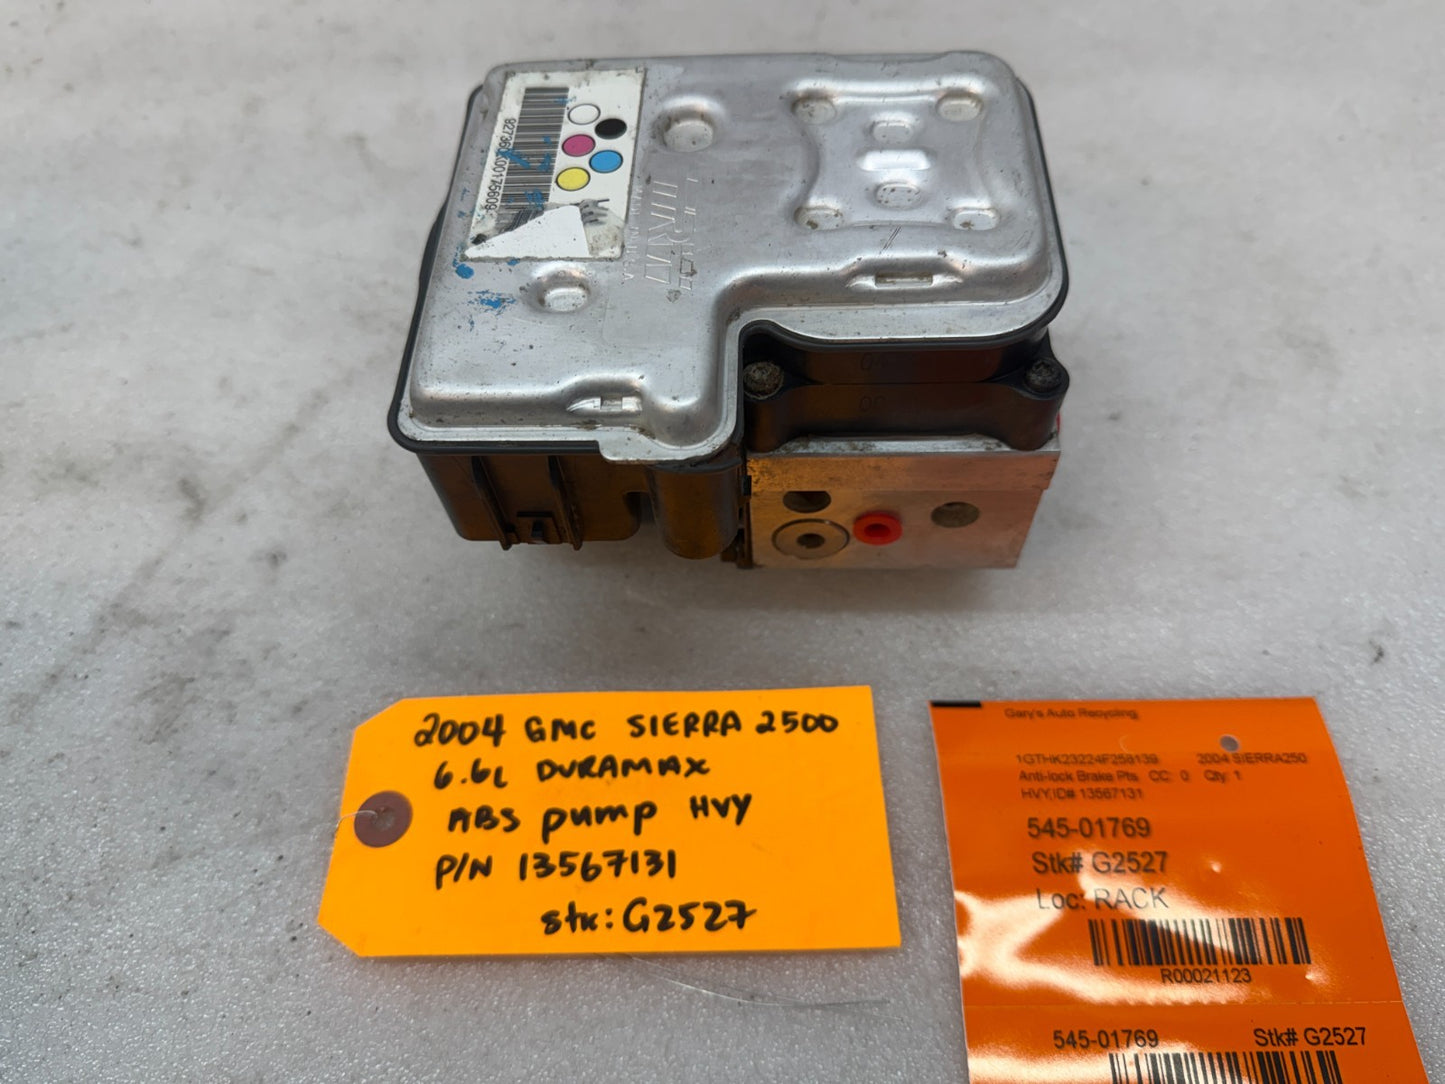 2004 GMC SIERRA 2500
6.6L DURAMAX
ABS pump HVY
P/N 13567131
stk: G2527
Gary's Auto Recycling
1GTHK23224F258139 2004 SIERRA250
Anti-lock Brake Pts CC: 0 Qty: 1
HVY,ID# 13567131
545-01769
Stk# G2527
Loc: RACK
R00021123
545-01769 Stk# G2527